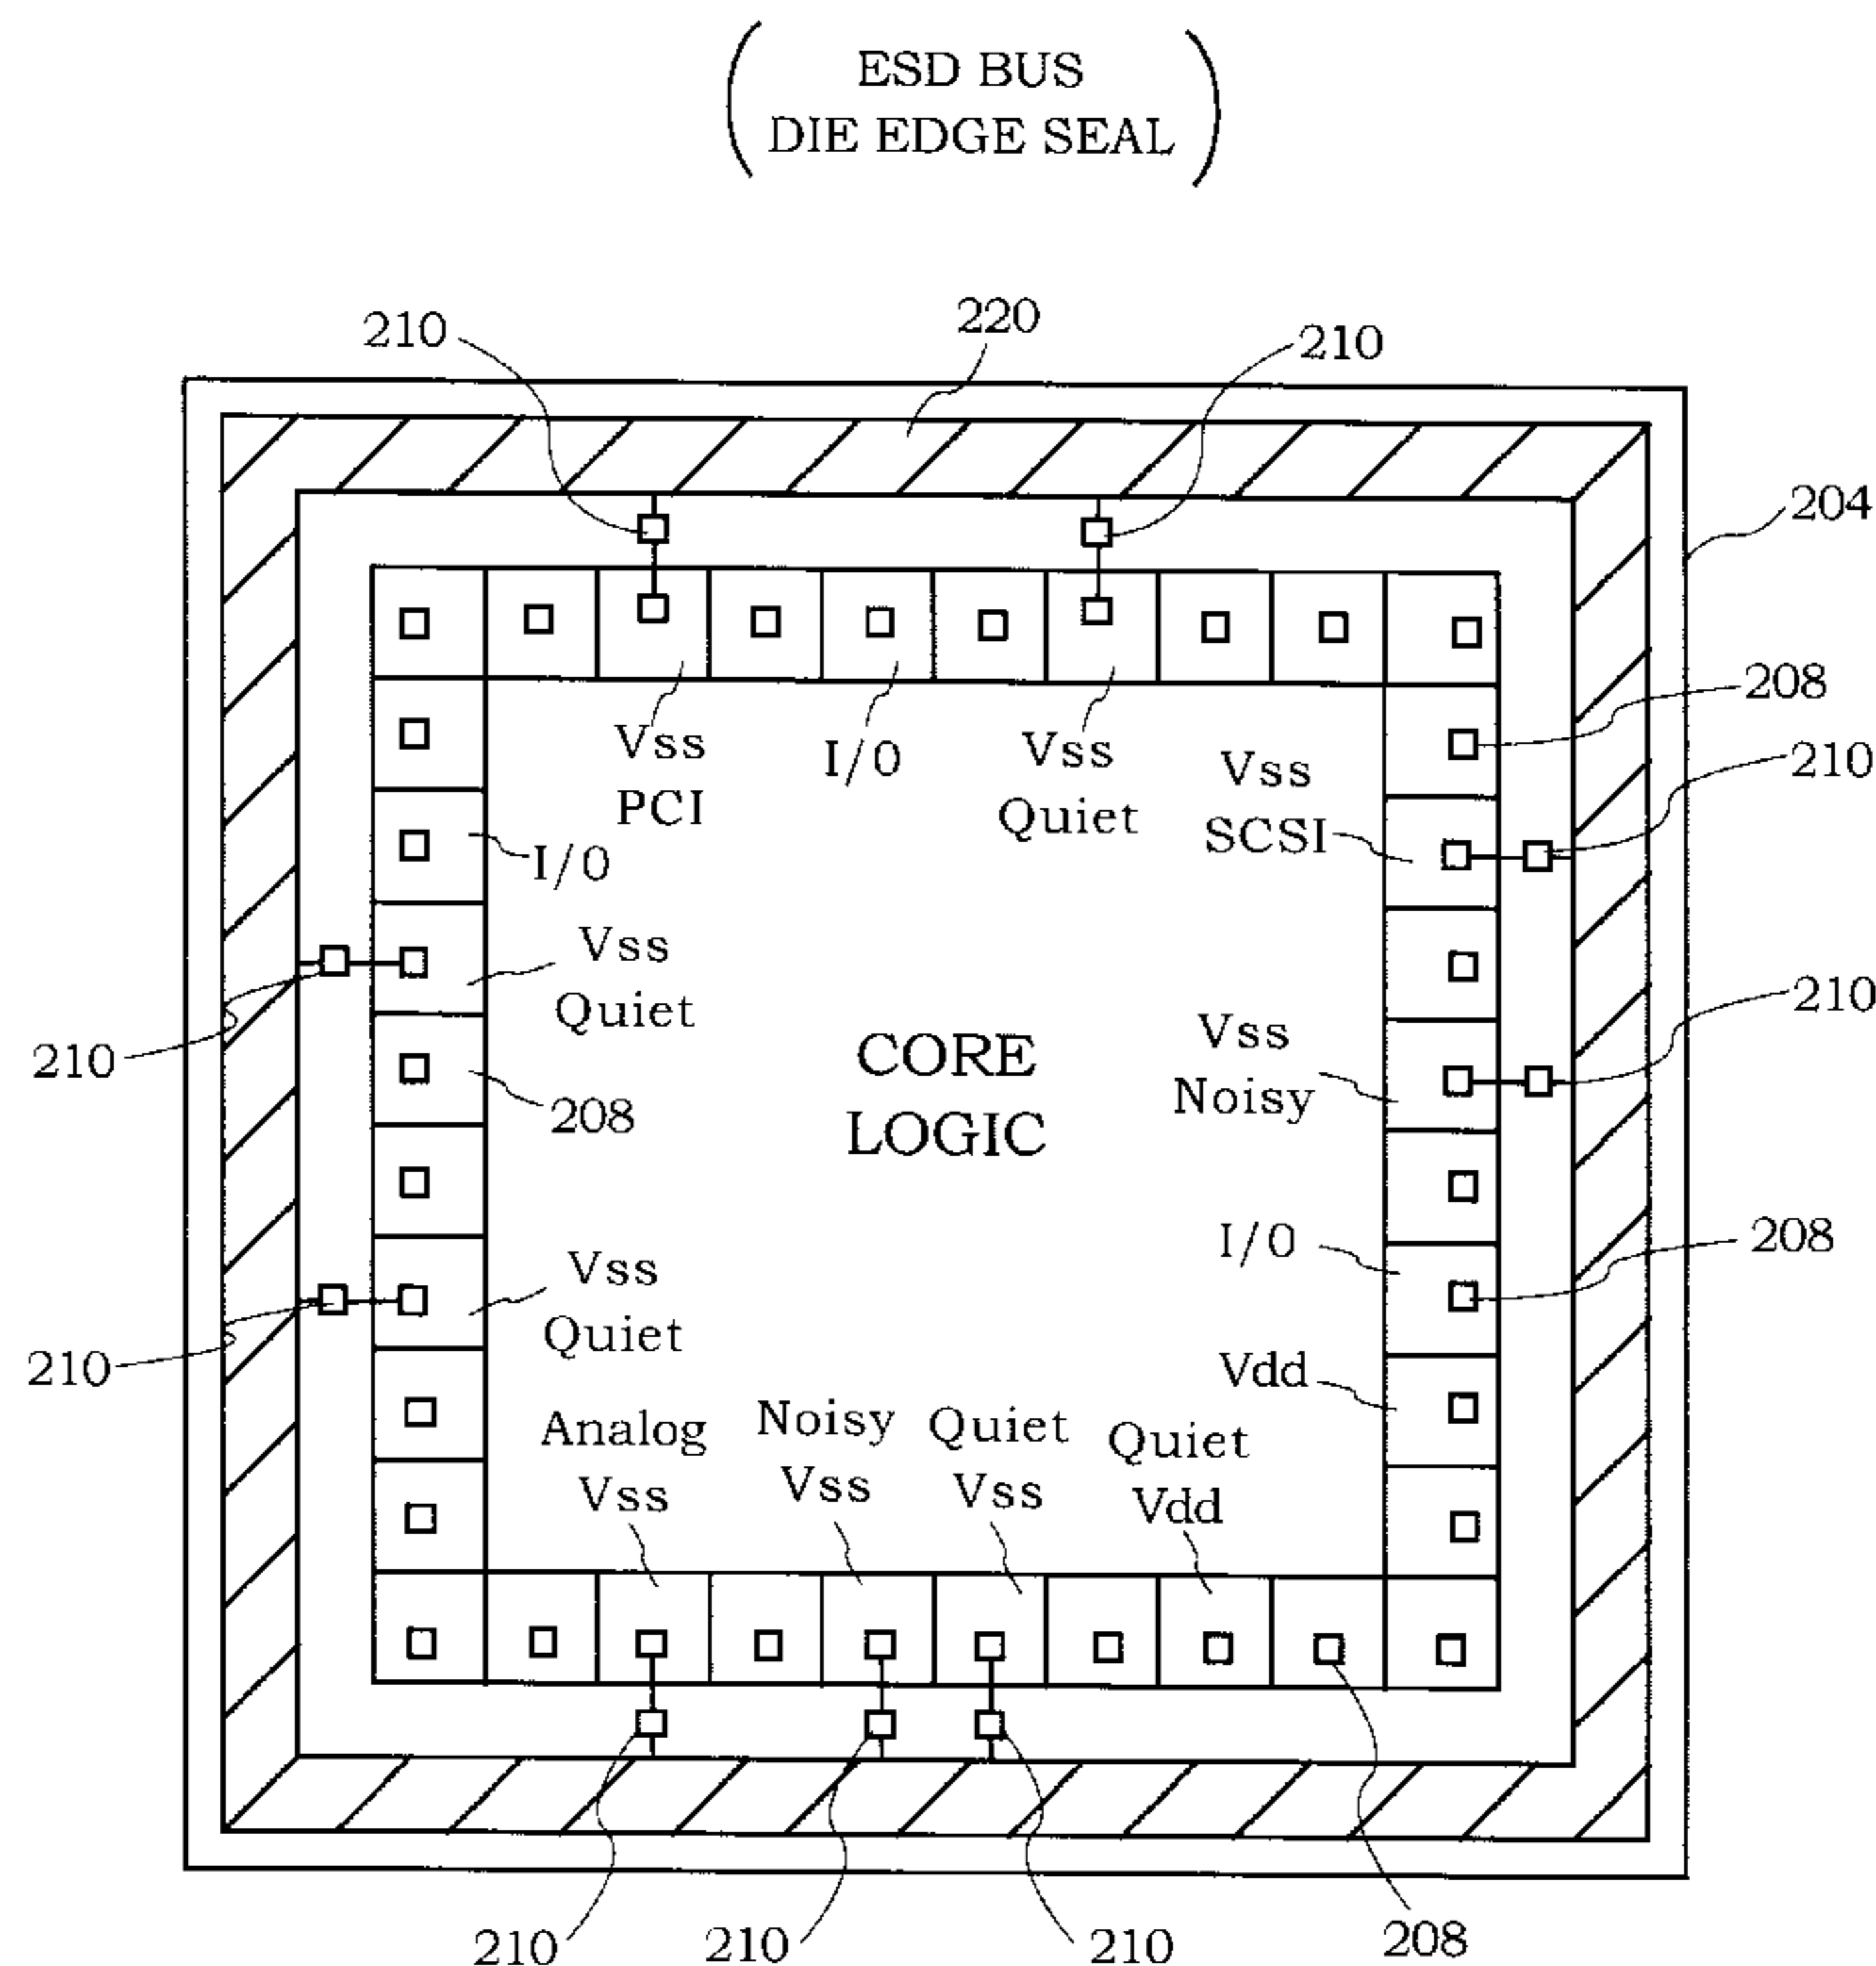 ESD BUS
DIE EDGE SEAL
210
220
210
204
208
210
Vss
PCI
I/0
Vss
Quiet
Vss
SCSI
I/0
Vss
Quiet
210
208
CORE
LOGIC
Vss
Noisy
210
I/0
208
Vss
Quiet
210
Vdd
Analog
Vss
Noisy
Vss
Quiet
Vss
Quiet
Vdd
210
210
210
208